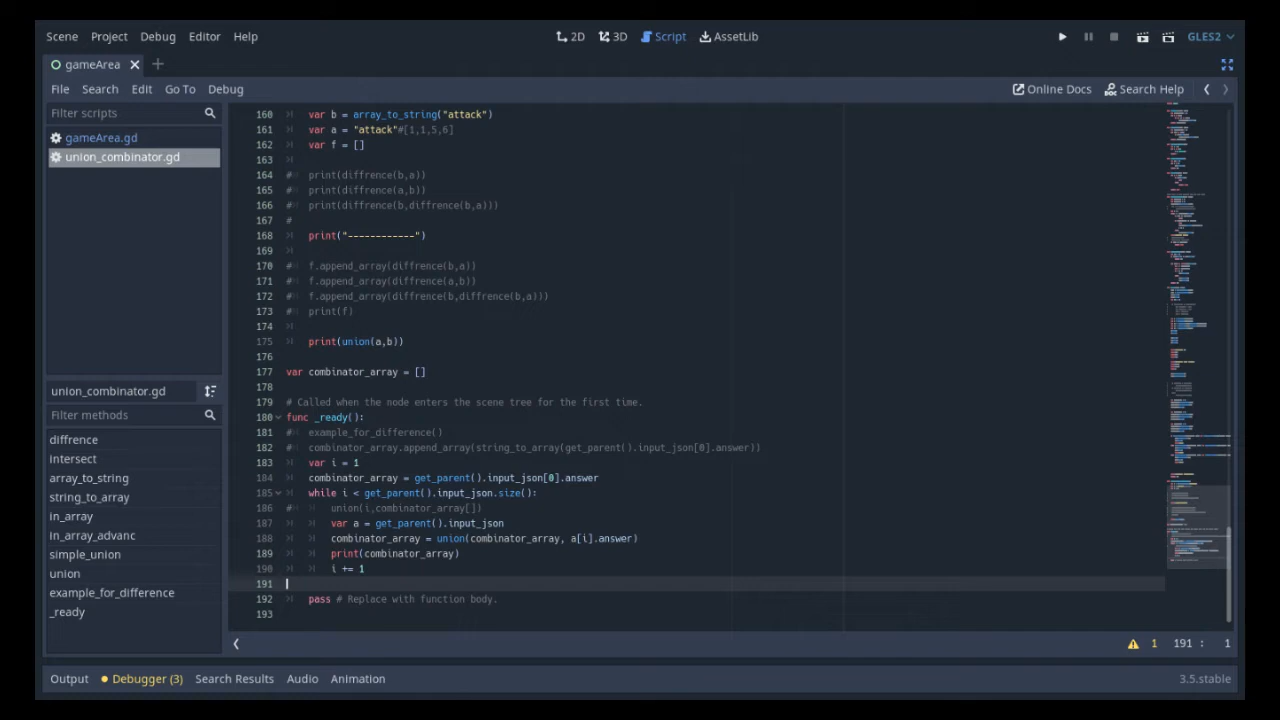 Scene Project Debug Editor Help 2D 3D Script AssetLib GLES2
gameArea
File Search Edit Go To Debug Online Docs Search Help
Filter scripts
gameArea.gd
union_combinator.gd
union_combinator.gd
Filter methods
diffrence
intersect
array_to_string
string_to_array
in_array
in_array_advanc
simple_union
union
example_for_difference
_ready
160 var b = array_to_string("attack")
161 var a = "attack"#[1,1,5,6]
162 var f = []
163
164 # print(diffrence(b,a))
165 # print(diffrence(a,b))
166 # print(diffrence(b,diffrence(b,a)))
167 #
168 print("------------")
169
170 # f.append_array(diffrence(b,a))
171 # f.append_array(diffrence(a,b))
172 # f.append_array(diffrence(b,diffrence(b,a)))
173 # print(f)
174
175 print(union(a,b))
176
177 var combinator_array = []
178
179 # Called when the node enters the scene tree for the first time.
180 func _ready():
181 # example_for_difference()
182 # combinator_array.append_array(string_to_array(get_parent().input_json[0].answer))
183 var i = 1
184 combinator_array = get_parent().input_json[0].answer
185 while i < get_parent().input_json.size():
186 # union(i,combinator_array[])
187 var a = get_parent().input_json
188 combinator_array = union(combinator_array, a[i].answer)
189 print(combinator_array)
190 i += 1
191
192 pass # Replace with function body.
193
1 191 : 1
Output Debugger (3) Search Results Audio Animation 3.5.stable